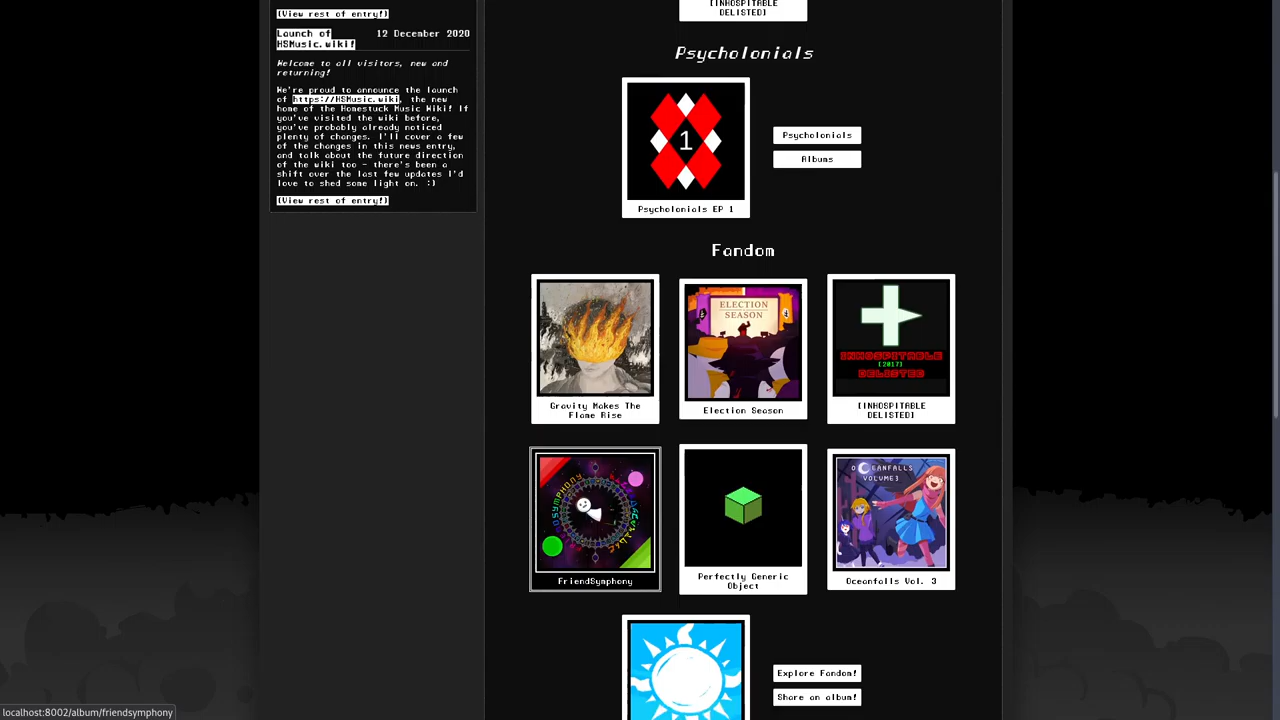 (View rest of entry!)
Launch of
HSMusic.wiki!
12 December 2020
Welcome to all visitors, new and
returning!
We're proud to announce the launch
of https://HSMusic.wiki, the new
home of the Homestuck Music Wiki! If
you've visited the wiki before,
you've probably already noticed
plenty of changes. I'll cover a few
of the changes in this news entry,
and talk about the future direction
of the wiki too - there's been a
shift over the last few updates I'd
love to shed some light on. :)
(View rest of entry!)
[INHOSPITABLE
DELISTED]
Psycholonials
1
Psycholonials EP 1
Psycholonials
Albums
Fandom
Gravity Makes The
Flame Rise
ELECTION
SEASON
Election Season
INHOSPITABLE
[2017]
DELISTED
[INHOSPITABLE
DELISTED]
FriendSymphony
Perfectly Generic
Object
OCEANFALLS
VOLUME3
Oceanfalls Vol. 3
Explore Fandom!
Share an album!
localhost:8002/album/friendsymphony